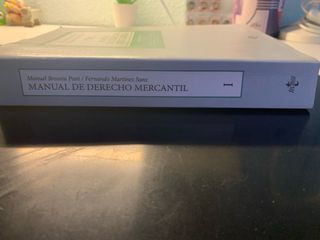 Manuel Broseta Pont / Fernando Martínez Sanz
MANUAL DE DERECHO MERCANTIL
I